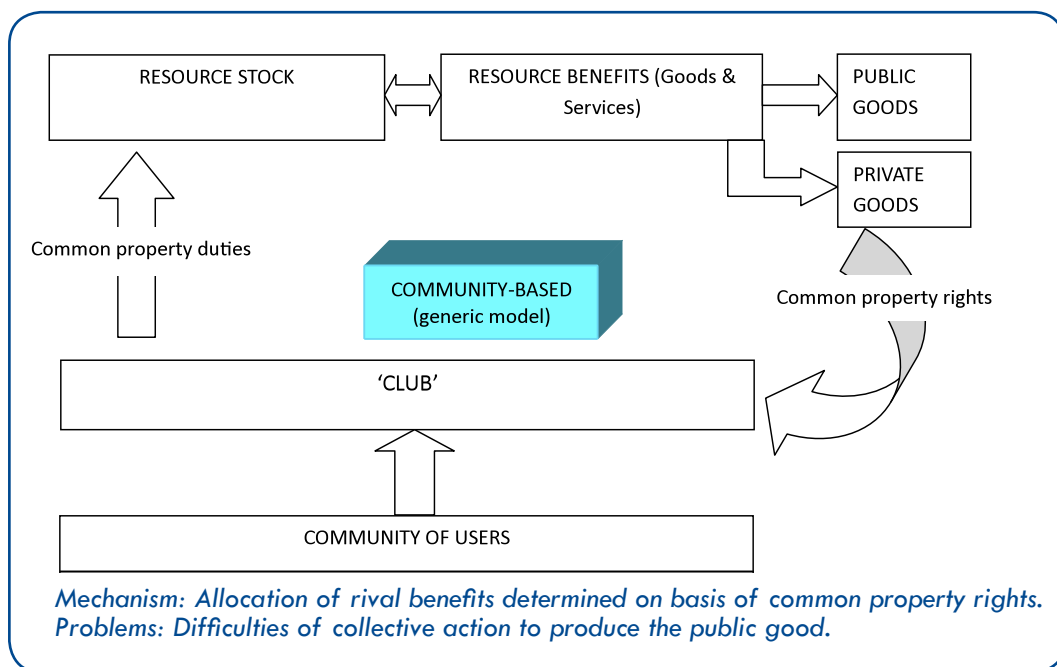 RESOURCE STOCK
RESOURCE BENEFITS (Goods &
Services)
PUBLIC
GOODS
PRIVATE
GOODS
Common property duties
COMMUNITY-BASED
(generic model)
Common property rights
‘CLUB’
COMMUNITY OF USERS
Mechanism: Allocation of rival benefits determined on basis of common property rights.
Problems: Difficulties of collective action to produce the public good.